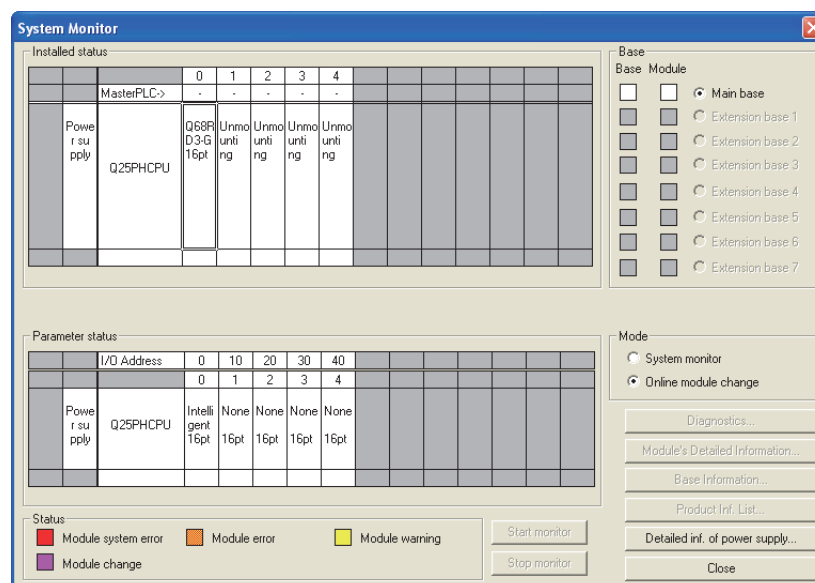 System Monitor
Installed status
0 1 2 3 4
MasterPLC-> - - - - -
Powe
r su
pply
Q25PHCPU
Q68R
D3-G
16pt
Unmo
unti
ng
Unmo
unti
ng
Unmo
unti
ng
Unmo
unti
ng
Base
Base Module
Main base
Extension base 1
Extension base 2
Extension base 3
Extension base 4
Extension base 5
Extension base 6
Extension base 7
Parameter status
I/O Address 0 10 20 30 40
0 1 2 3 4
Powe
r su
pply
Q25PHCPU
Intelli
gent
16pt
None
16pt
None
16pt
None
16pt
None
16pt
Mode
System monitor
Online module change
Diagnostics...
Module's Detailed Information...
Base Information...
Product Inf. List...
Detailed inf. of power supply...
Close
Status
Module system error
Module error
Module warning
Module change
Start monitor
Stop monitor